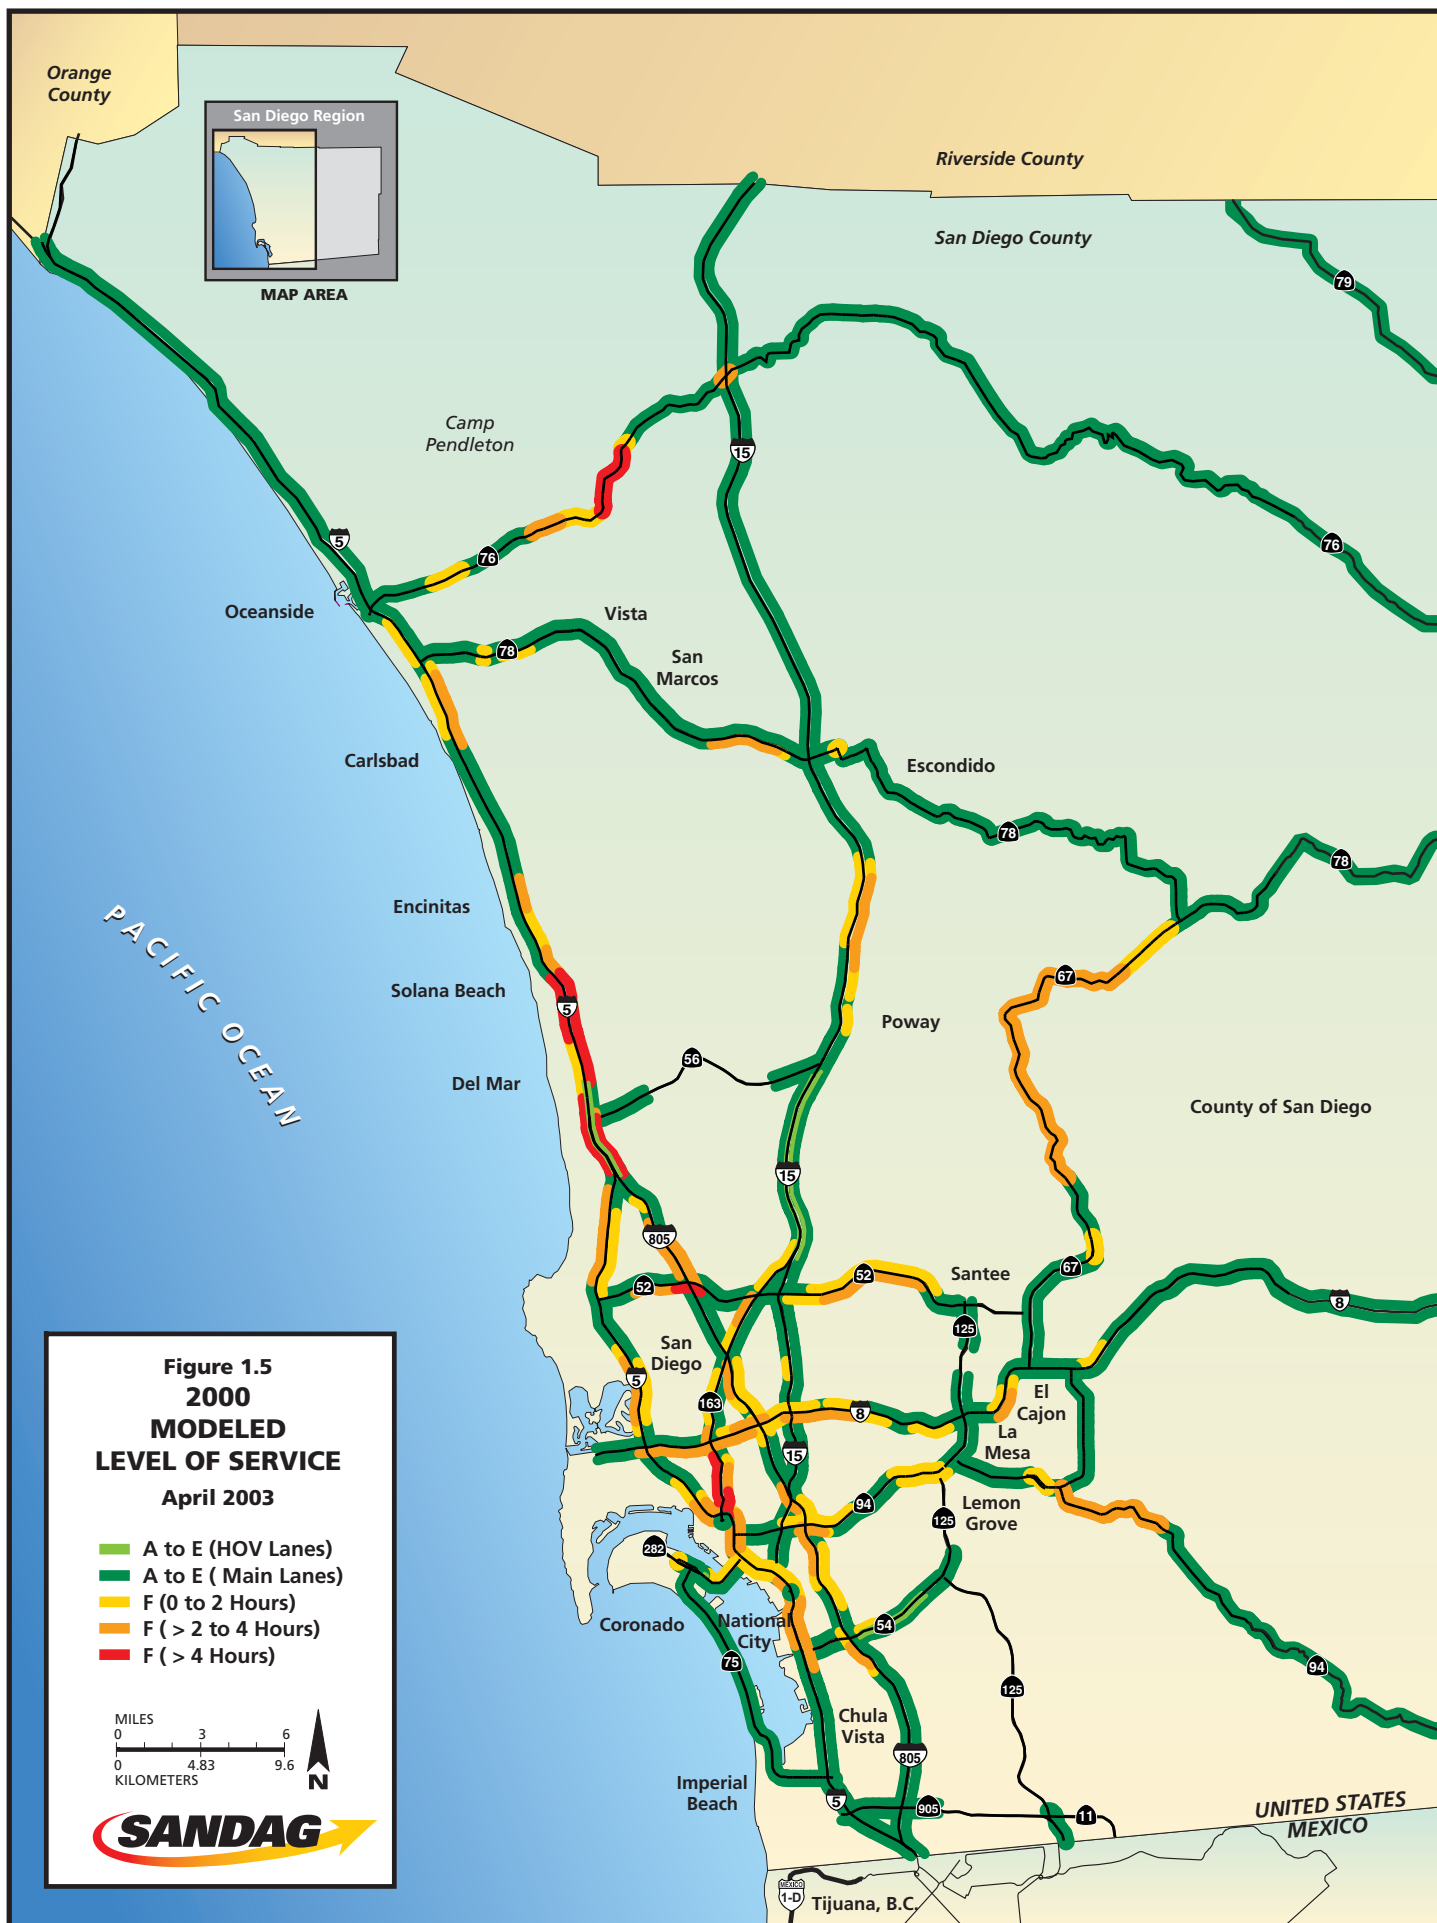 Orange
County
San Diego Region
MAP AREA
Riverside County
San Diego County
79
Camp
Pendleton
15
5
76
76
Oceanside
Vista
78
San
Marcos
Carlsbad
Escondido
78
78
Encinitas
PACIFIC OCEAN
67
Solana Beach
5
Poway
56
Del Mar
County of San Diego
15
805
52
52
Santee
67
8
125
San
Diego
5
163
8
El
Cajon
La
Mesa
15
94
Lemon
Grove
125
282
Coronado
National
City
54
75
94
125
Chula
Vista
805
Imperial
Beach
5
905
11
UNITED STATES
MEXICO
MEXICO
1-D
Tijuana, B.C.
Figure 1.5
2000
MODELED
LEVEL OF SERVICE
April 2003
A to E (HOV Lanes)
A to E ( Main Lanes)
F (0 to 2 Hours)
F ( > 2 to 4 Hours)
F ( > 4 Hours)
MILES
0 3 6
0 4.83 9.6
KILOMETERS
N
SANDAG